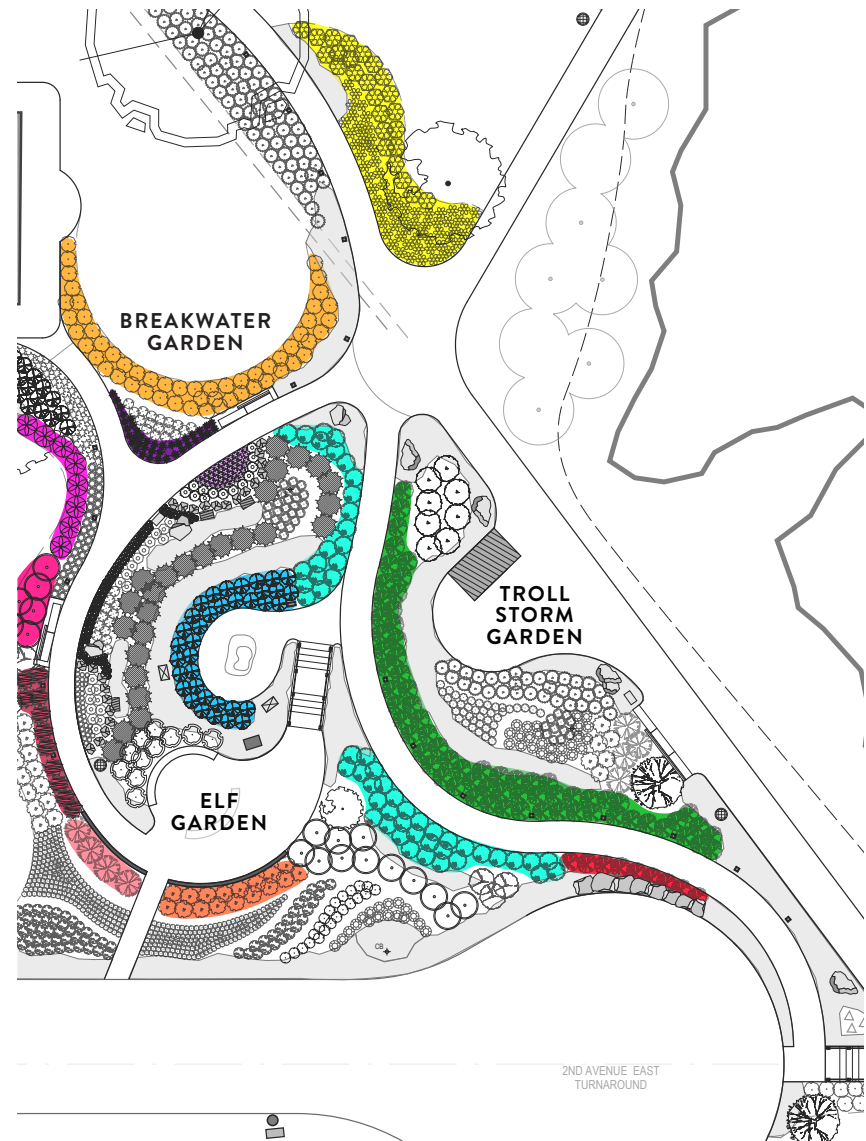 BREAKWATER
GARDEN
TROLL
STORM
GARDEN
ELF
GARDEN
CB
2ND AVENUE EAST
TURNAROUND